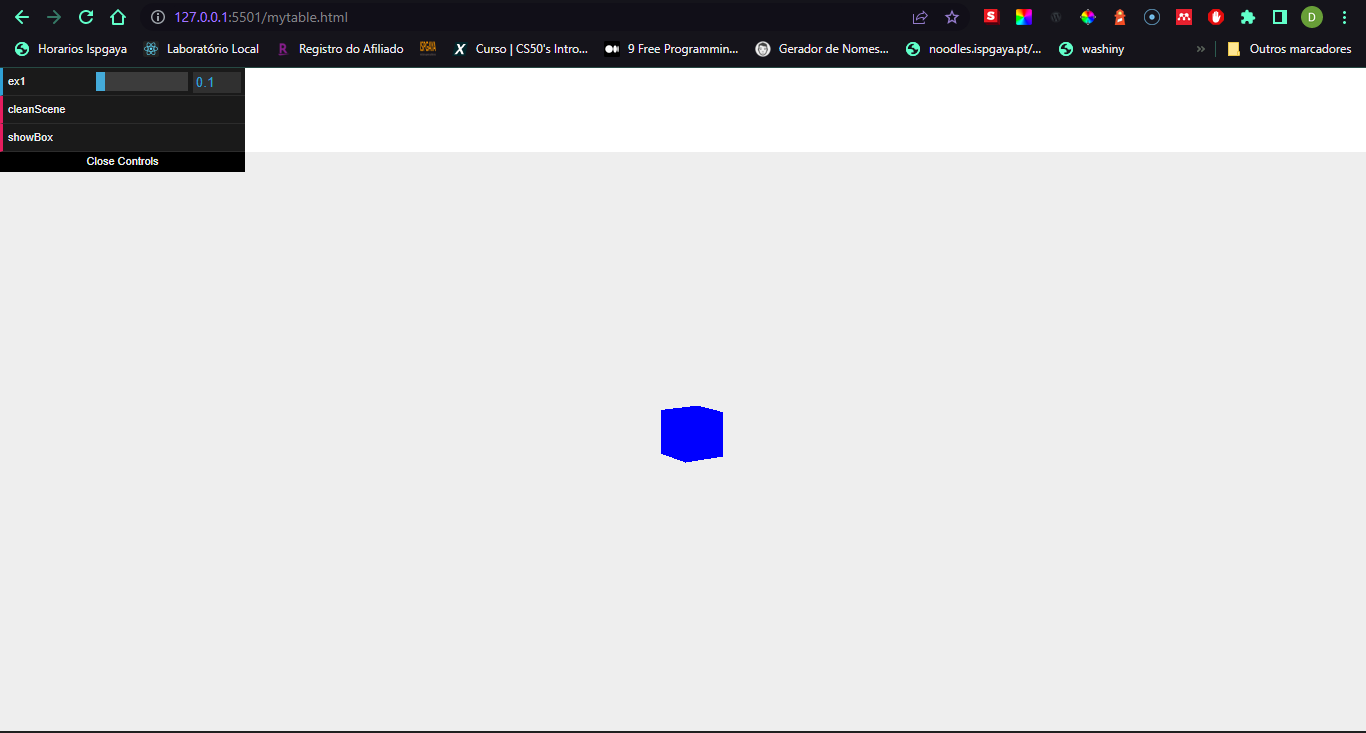 127.0.0.1:5501/mytable.html
S
D
Horarios Ispgaya
Laboratório Local
R Registro do Afiliado
X Curso | CS50's Intro...
9 Free Programmin...
Gerador de Nomes...
noodles.ispgaya.pt/...
washiny
»
Outros marcadores
ex1 0.1
cleanScene
showBox
Close Controls